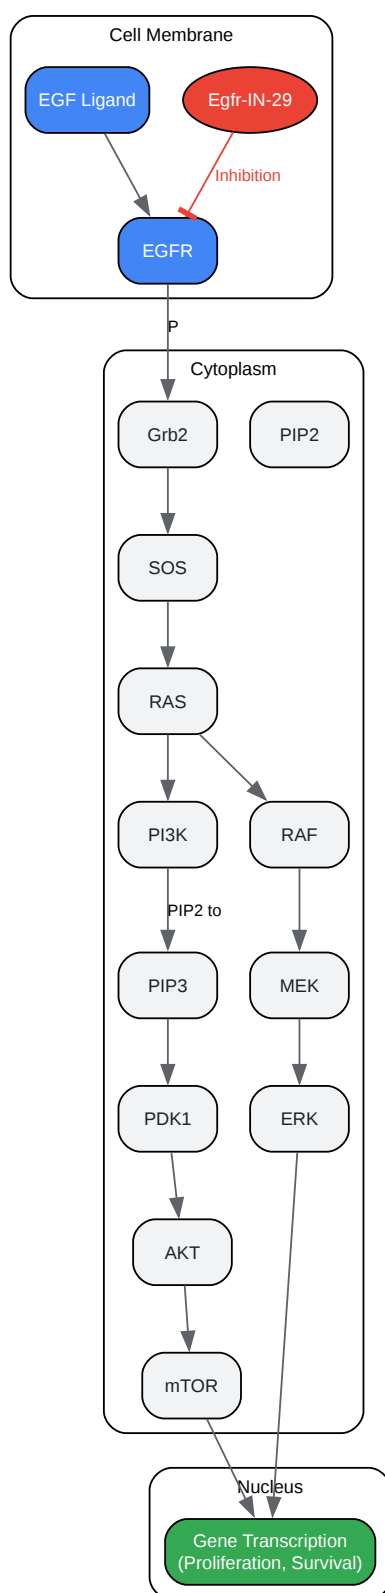 Cell Membrane
EGF Ligand
Egfr-IN-29
Inhibition
EGFR
P
Cytoplasm
Grb2
PIP2
SOS
RAS
PI3K
RAF
PIP2 to
PIP3
MEK
PDK1
ERK
AKT
mTOR
Nucleus
Gene Transcription
(Proliferation, Survival)